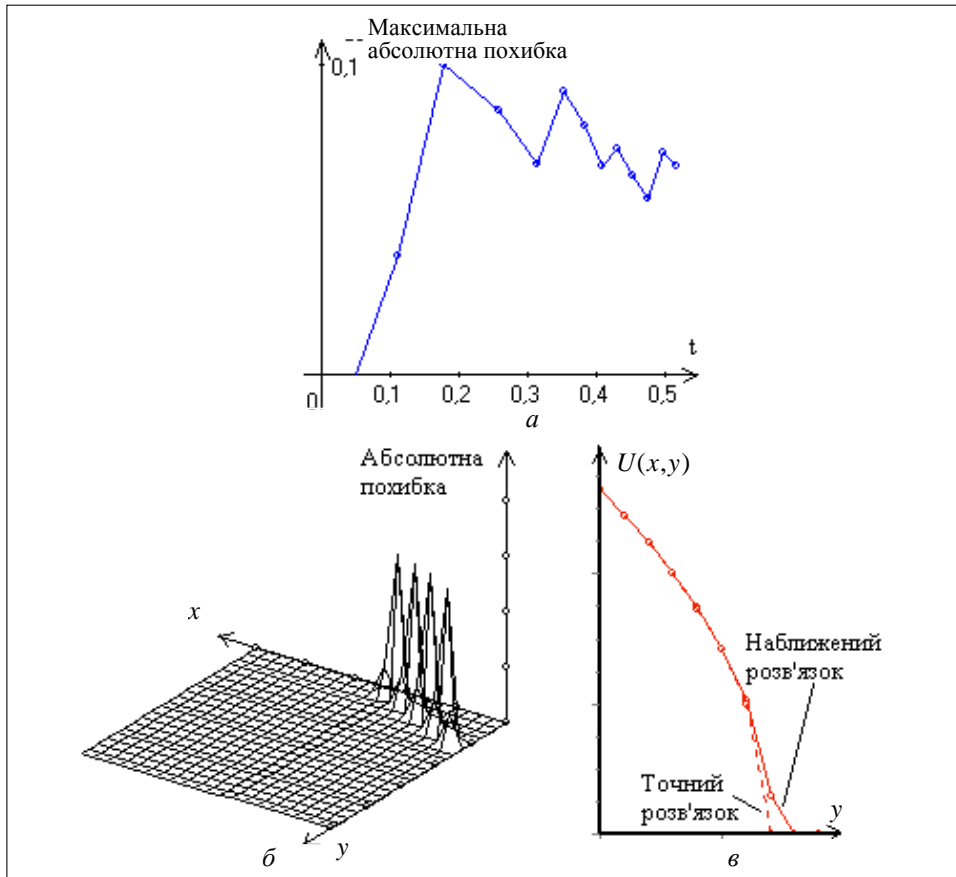 Максимальна
абсолютна похибка
0,1
t
0
0,1
0,2
0,3
0,4
0,5
а
Абсолютна
похибка
x
y
б
U(x,y)
Наближений
розв'язок
Точний
розв'язок
y
в